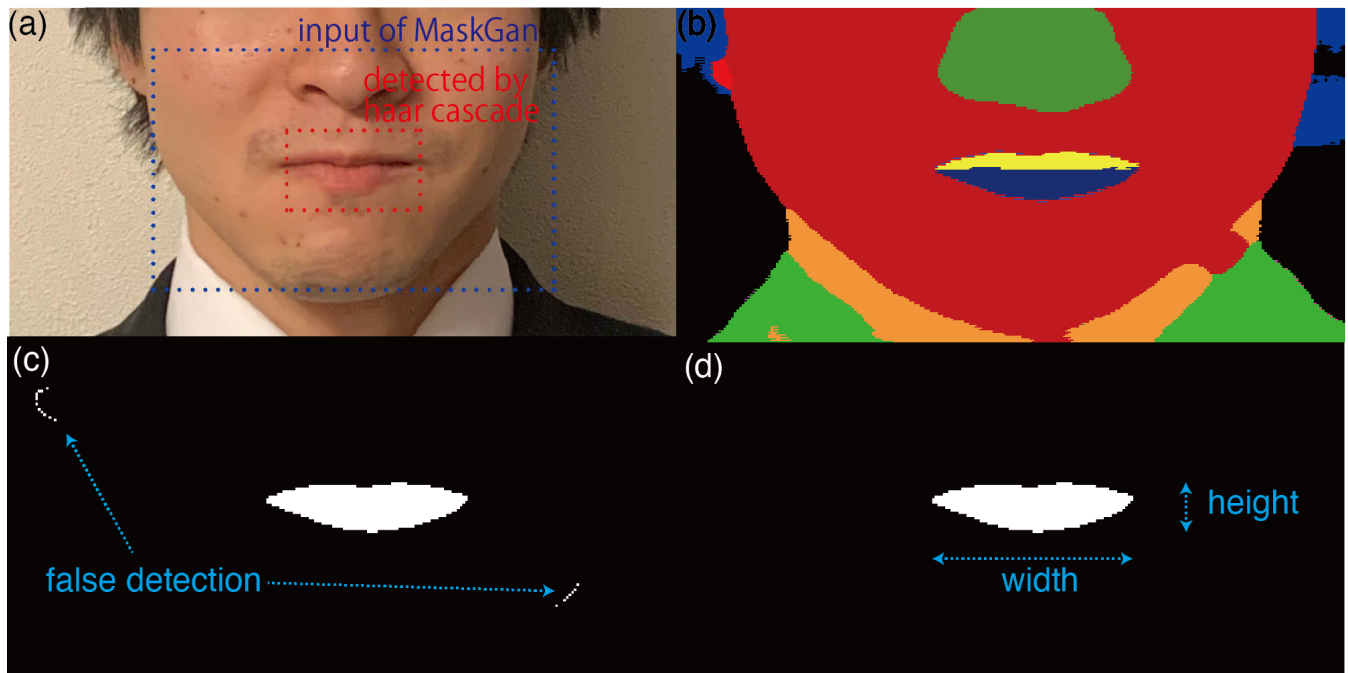 (a)
input of MaskGan
detected by
haar cascade
(b)
(c)
false detection
(d)
height
width